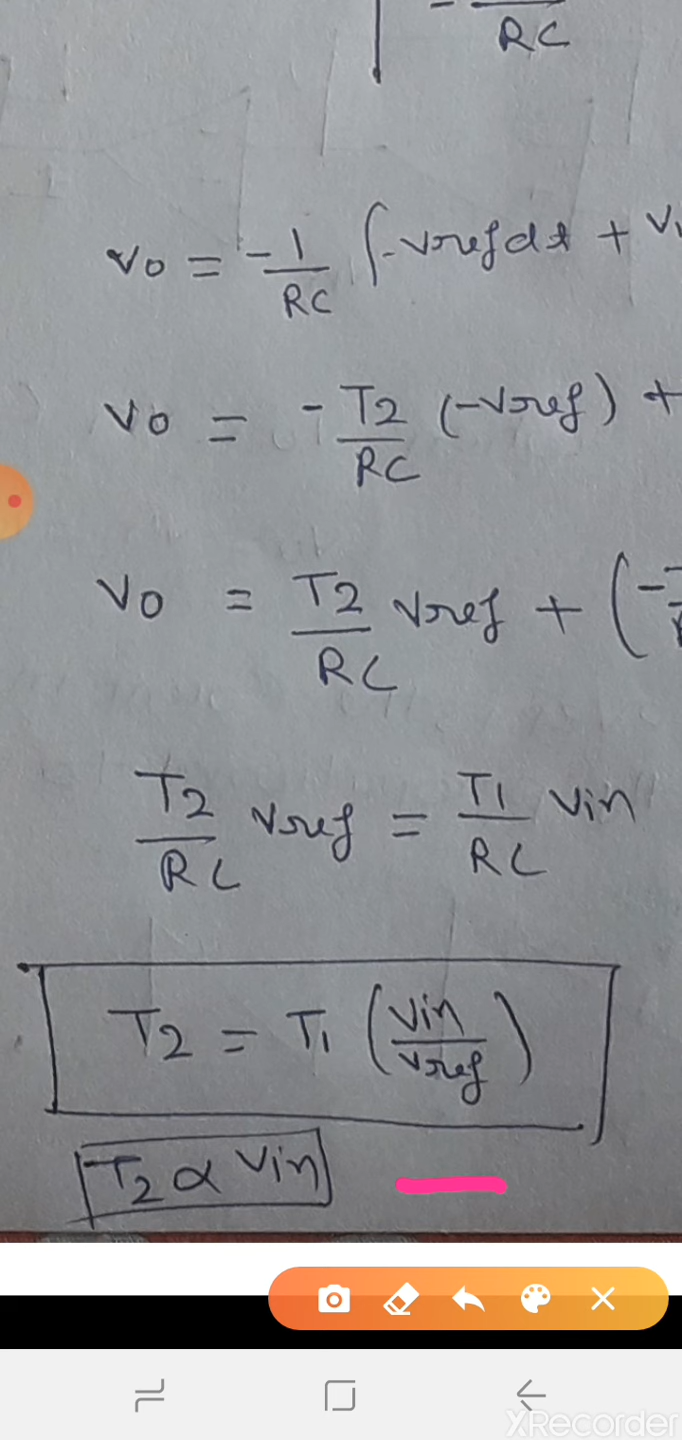 - ― / RC
Vo = -1/RC ∫-Vref dt + Vi
Vo = -T2/RC (-Vref) +
Vo = T2/RC Vref + (-
T2/RC Vref = T1/RC Vin
T2 = T1 (Vin/Vref)
T2 ∝ Vin
XRecorder